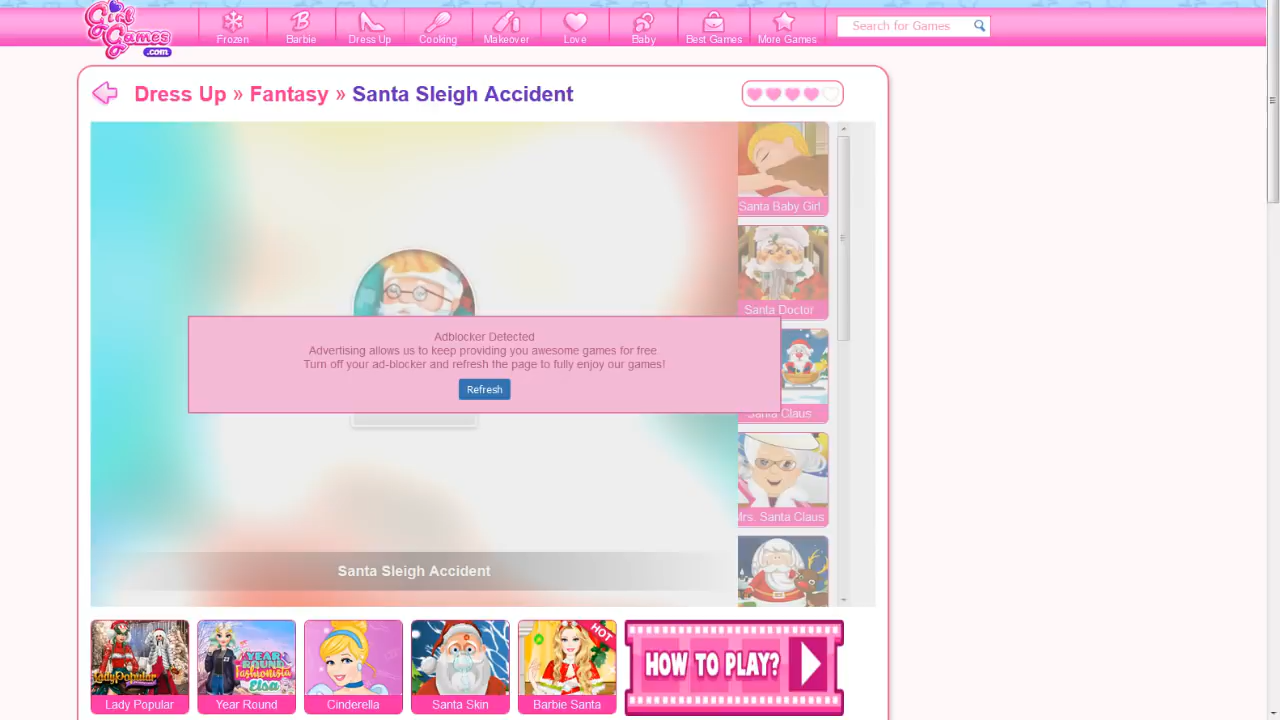 Girl Games .com
Frozen
Barbie
Dress Up
Cooking
Makeover
Love
Baby
Best Games
More Games
Search for Games
Dress Up » Fantasy » Santa Sleigh Accident
Santa Baby Girl
Santa Doctor
Adblocker Detected
Advertising allows us to keep providing you awesome games for free.
Turn off your ad-blocker and refresh the page to fully enjoy our games!
Refresh
Santa Claus
Mrs. Santa Claus
Santa Sleigh Accident
LadyPopular
YEAR ROUND Fashionista Elsa
HOT
HOW TO PLAY?
Lady Popular
Year Round
Cinderella
Santa Skin
Barbie Santa